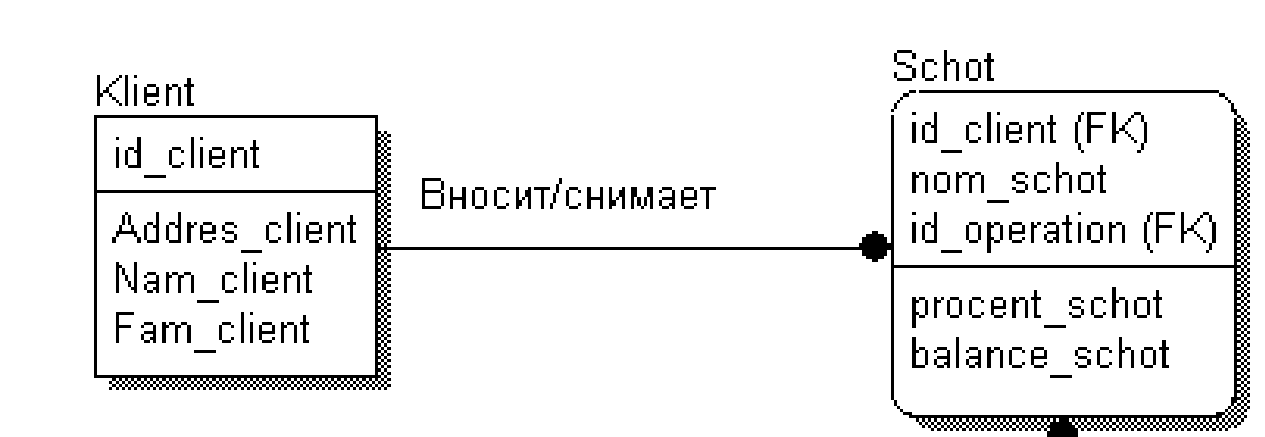 Klient
id_client
Addres_client
Nam_client
Fam_client
Вносит/снимает
Schot
id_client (FK)
nom_schot
id_operation (FK)
procent_schot
balance_schot